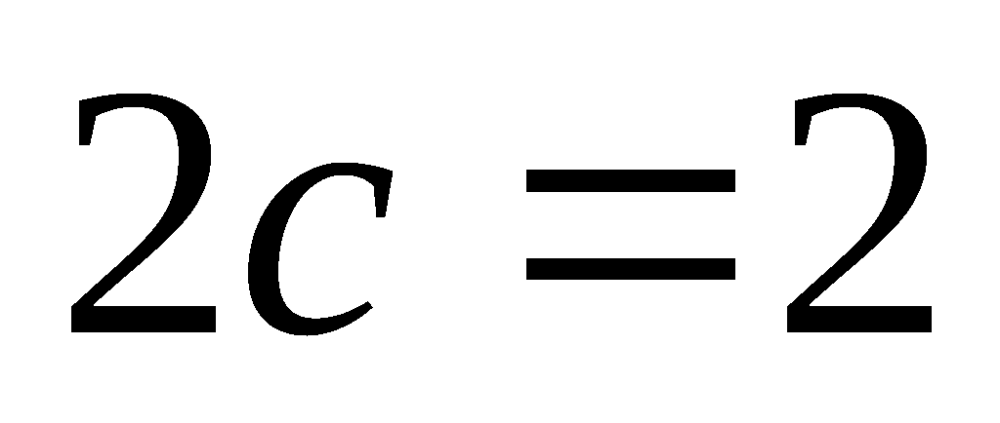 2c = 2